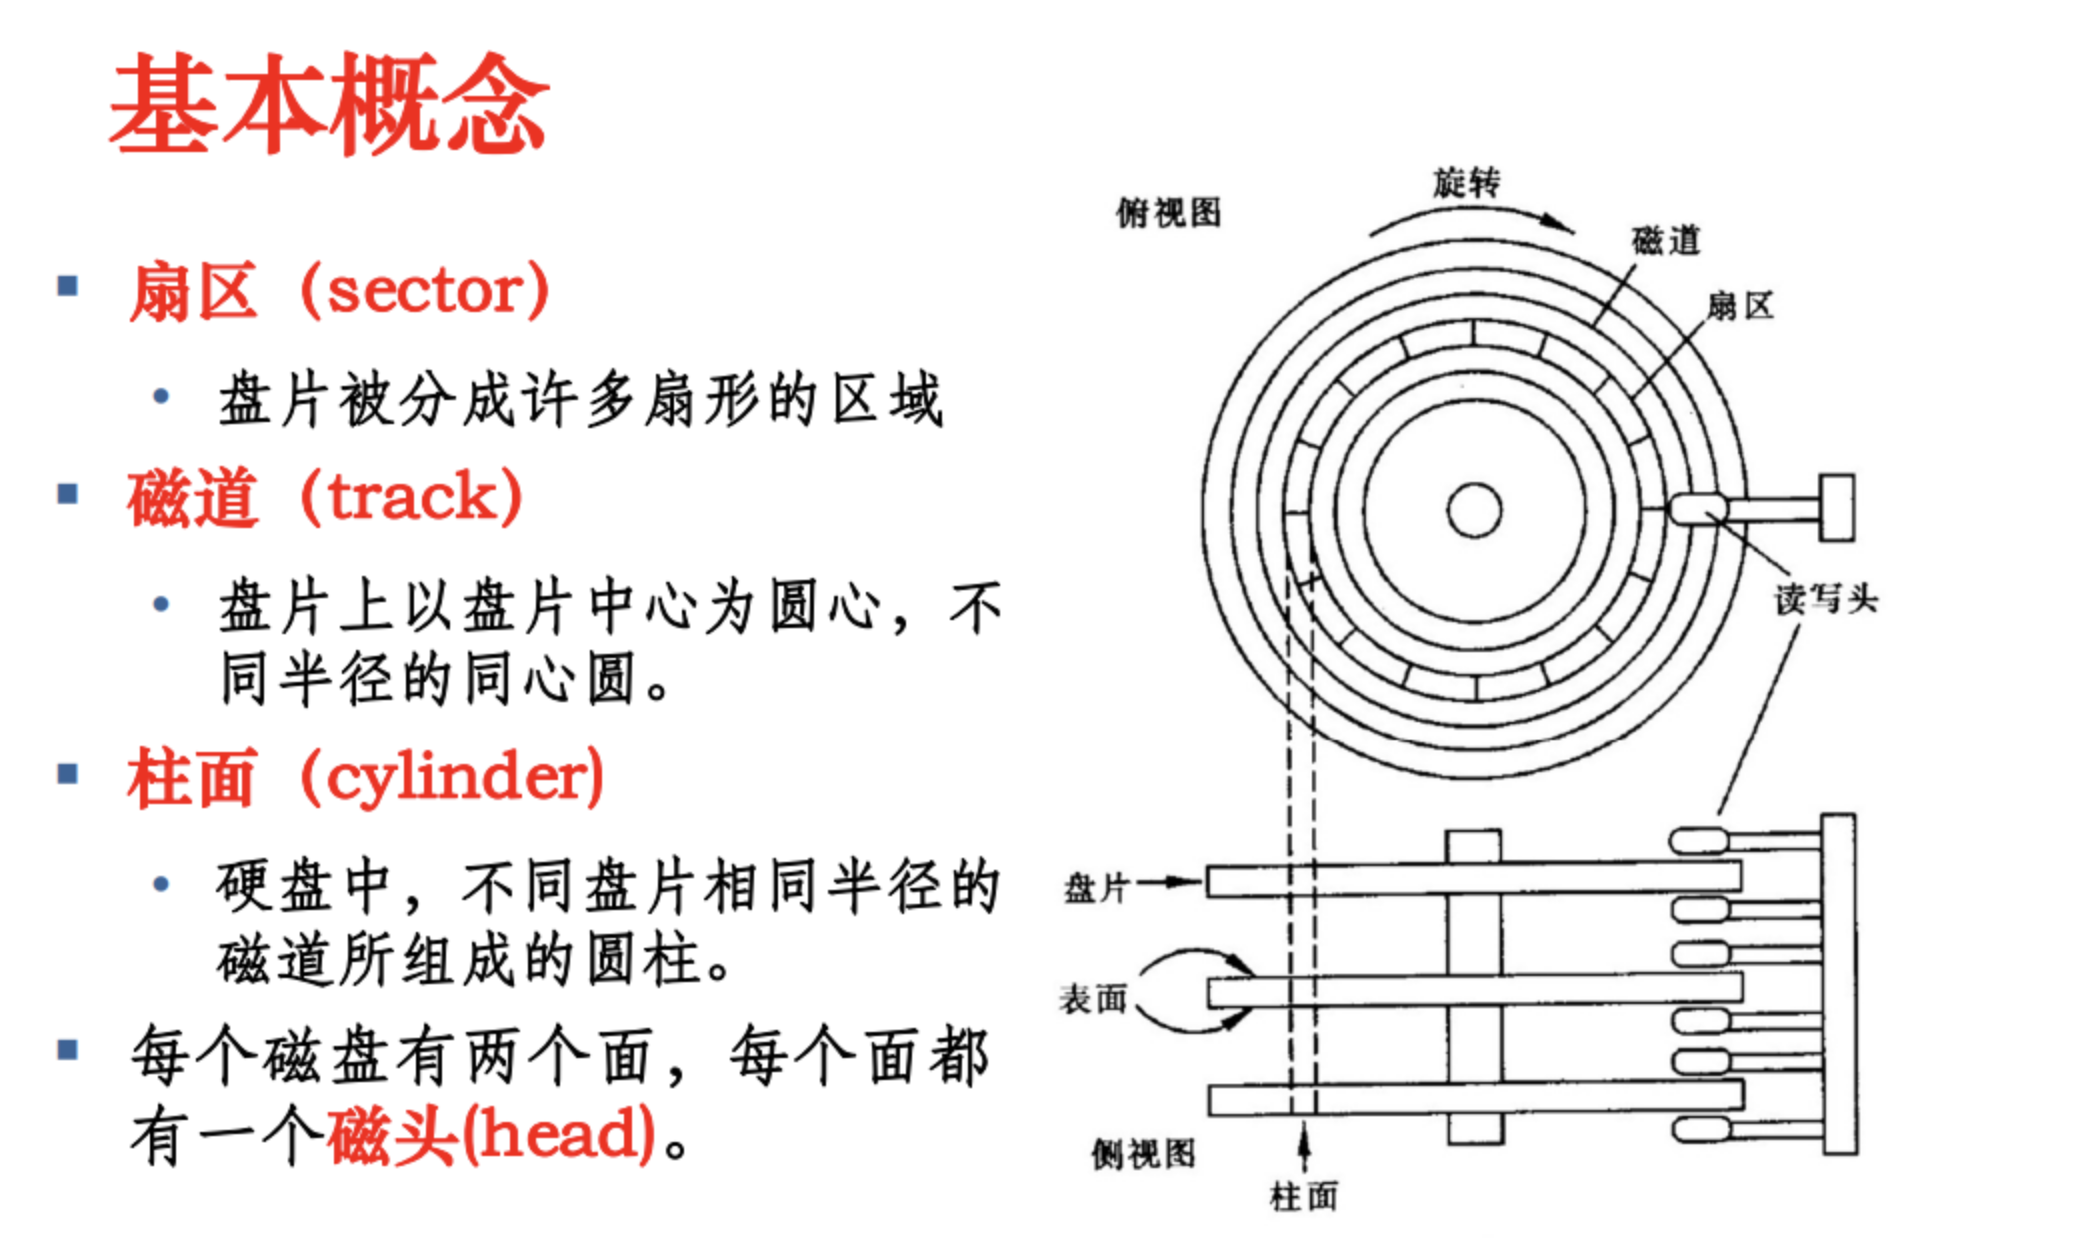 基本概念
扇区（sector）
盘片被分成许多扇形的区域
磁道（track）
盘片上以盘片中心为圆心，不
同半径的同心圆。
柱面（cylinder)
硬盘中，不同盘片相同半径的
磁道所组成的圆柱。
每个磁盘有两个面，每个面都
有一个磁头(head)。
俯视图
旋转
磁道
扇区
读写头
盘片
表面
侧视图
柱面